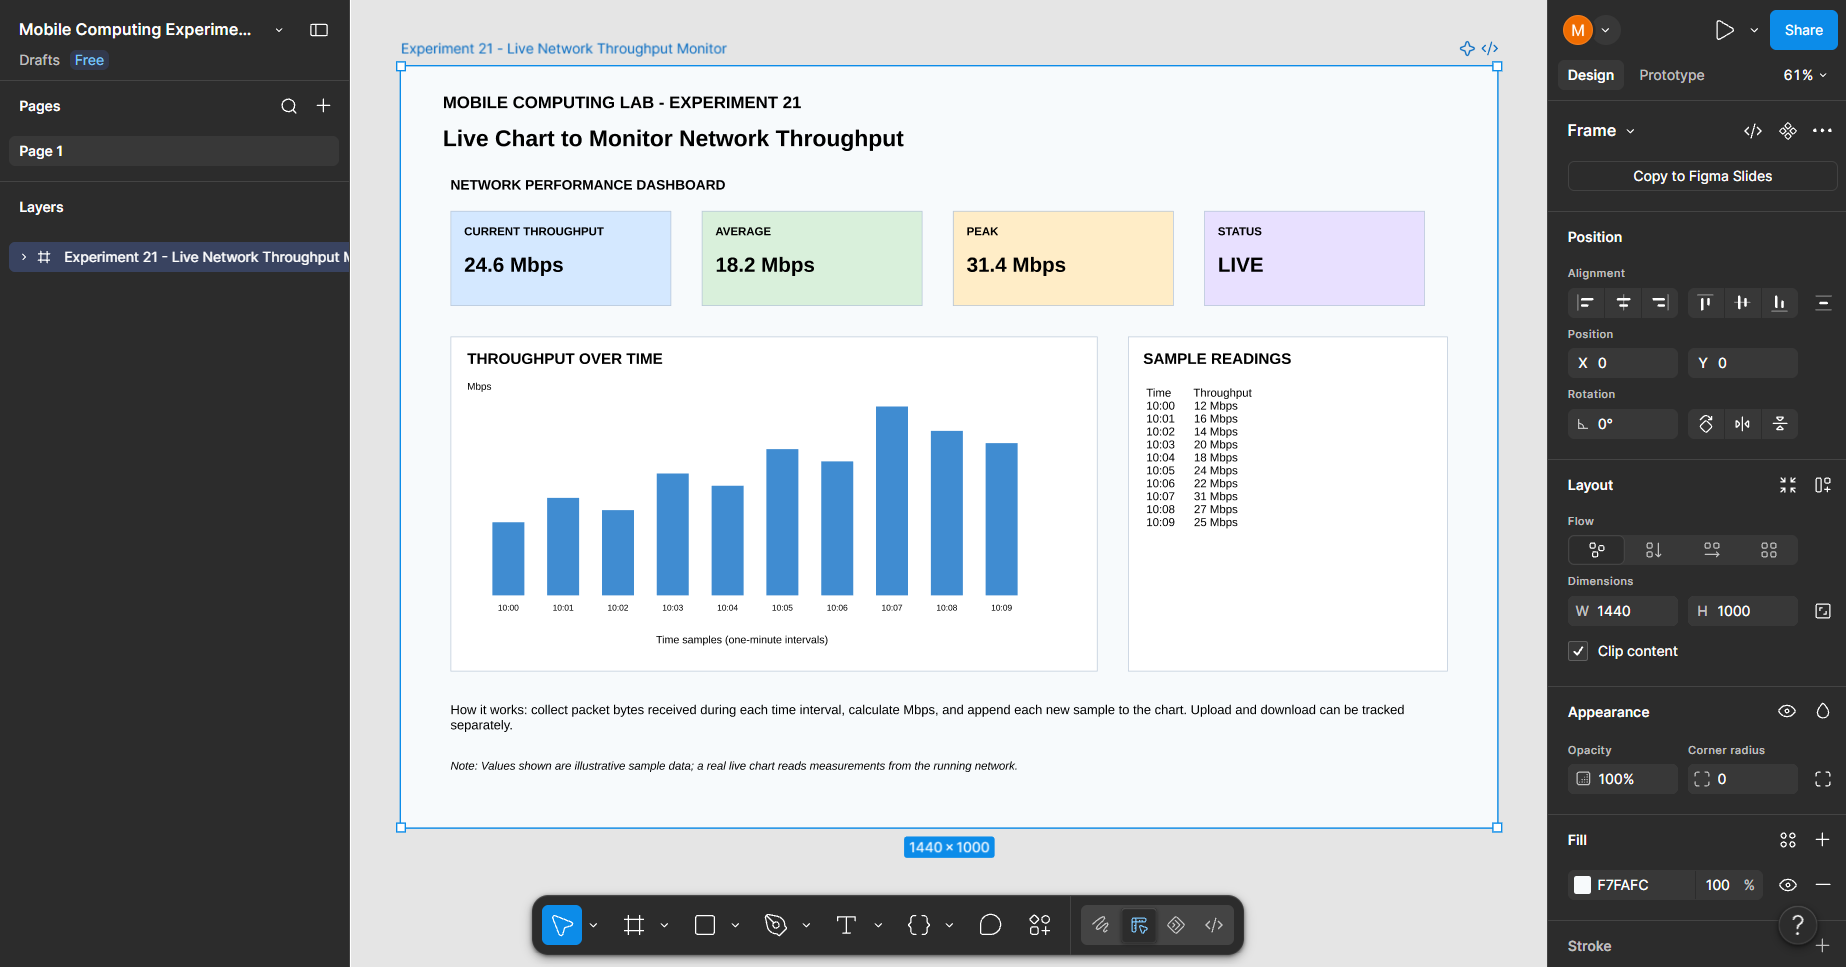 Mobile Computing Experime...
Drafts Free
Pages
Page 1
Layers
Experiment 21 - Live Network Throughput M
Experiment 21 - Live Network Throughput Monitor
MOBILE COMPUTING LAB - EXPERIMENT 21
Live Chart to Monitor Network Throughput
NETWORK PERFORMANCE DASHBOARD
CURRENT THROUGHPUT
24.6 Mbps
AVERAGE
18.2 Mbps
PEAK
31.4 Mbps
STATUS
LIVE
THROUGHPUT OVER TIME
Mbps
10:00 10:01 10:02 10:03 10:04 10:05 10:06 10:07 10:08 10:09
Time samples (one-minute intervals)
SAMPLE READINGS
Time Throughput
10:00 12 Mbps
10:01 16 Mbps
10:02 14 Mbps
10:03 20 Mbps
10:04 18 Mbps
10:05 24 Mbps
10:06 22 Mbps
10:07 31 Mbps
10:08 27 Mbps
10:09 25 Mbps
How it works: collect packet bytes received during each time interval, calculate Mbps, and append each new sample to the chart. Upload and download can be tracked
separately.
Note: Values shown are illustrative sample data; a real live chart reads measurements from the running network.
1440 × 1000
M
Share
Design Prototype 61%
Frame
Copy to Figma Slides
Position
Alignment
Position
X 0 Y 0
Rotation
0°
Layout
Flow
Dimensions
W 1440 H 1000
Clip content
Appearance
Opacity Corner radius
100% 0
Fill
F7FAFC 100 %
?
Stroke